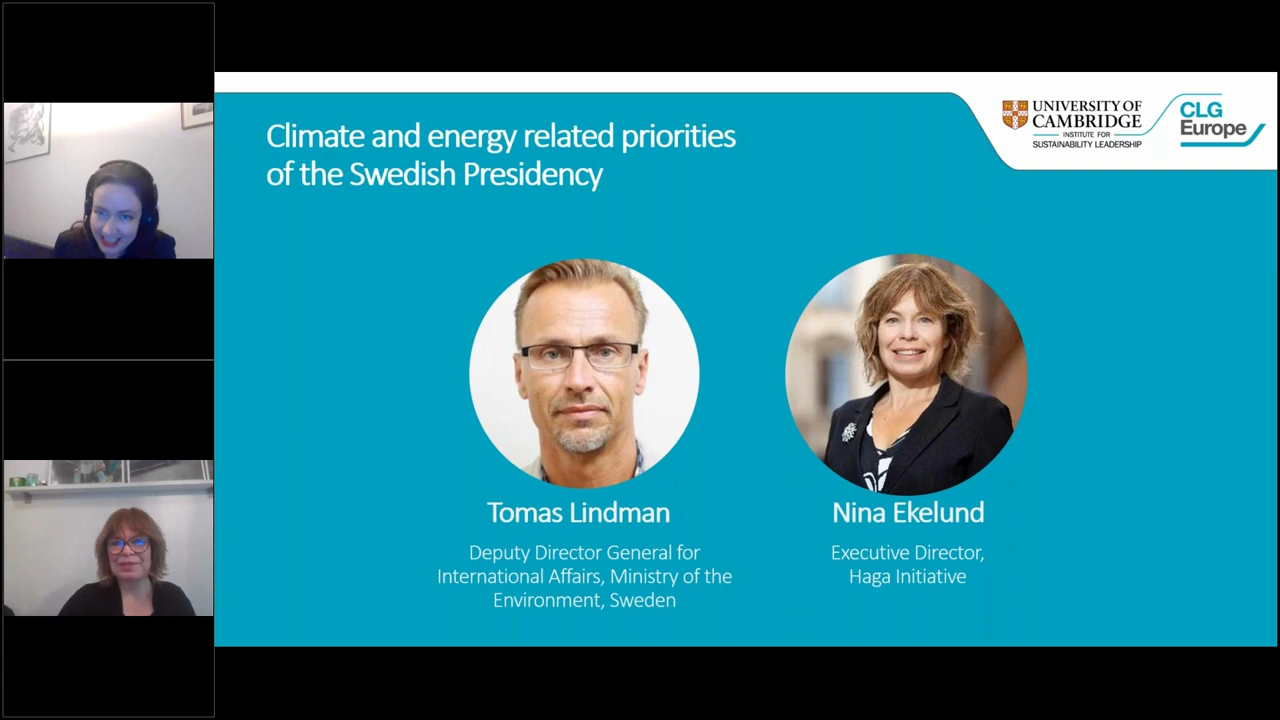 Climate and energy related priorities
of the Swedish Presidency
UNIVERSITY OF
CAMBRIDGE
INSTITUTE FOR
SUSTAINABILITY LEADERSHIP
CLG
Europe
Tomas Lindman
Deputy Director General for
International Affairs, Ministry of the
Environment, Sweden
Nina Ekelund
Executive Director,
Haga Initiative